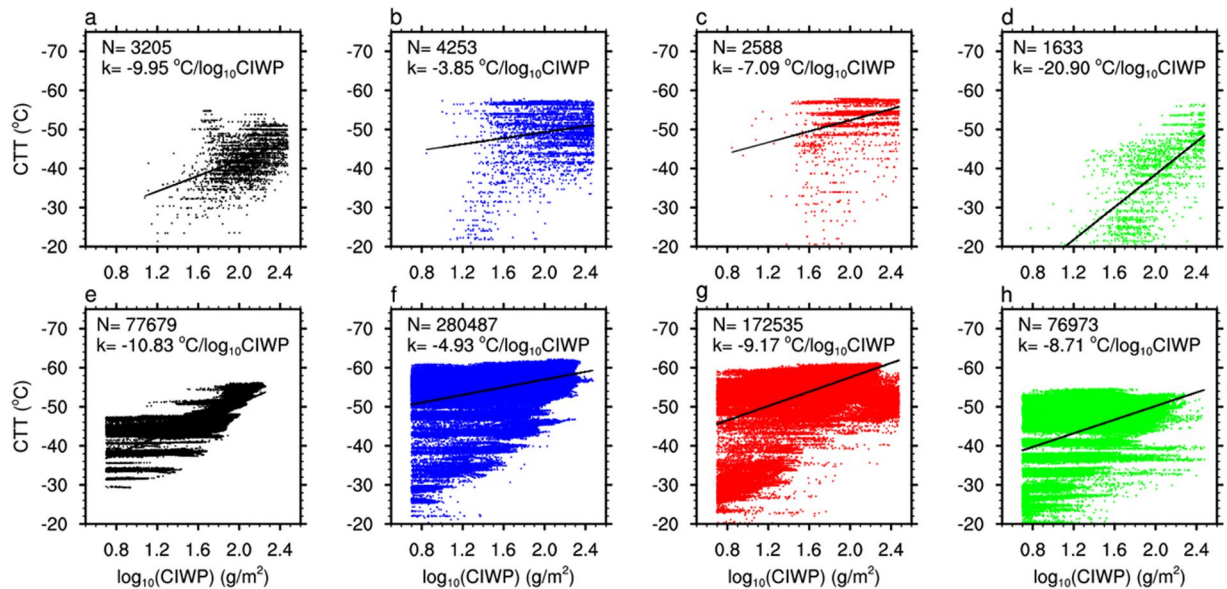 a
N= 3205
k= -9.95 °C/log₁₀CIWP
b
N= 4253
k= -3.85 °C/log₁₀CIWP
c
N= 2588
k= -7.09 °C/log₁₀CIWP
d
N= 1633
k= -20.90 °C/log₁₀CIWP
CTT (°C)
-70
-60
-50
-40
-30
-20
-70
-60
-50
-40
-30
-20
-70
-60
-50
-40
-30
-20
-70
-60
-50
-40
-30
-20
0.8 1.2 1.6 2.0 2.4
0.8 1.2 1.6 2.0 2.4
0.8 1.2 1.6 2.0 2.4
0.8 1.2 1.6 2.0 2.4
e
N= 77679
k= -10.83 °C/log₁₀CIWP
f
N= 280487
k= -4.93 °C/log₁₀CIWP
g
N= 172535
k= -9.17 °C/log₁₀CIWP
h
N= 76973
k= -8.71 °C/log₁₀CIWP
CTT (°C)
-70
-60
-50
-40
-30
-20
-70
-60
-50
-40
-30
-20
-70
-60
-50
-40
-30
-20
-70
-60
-50
-40
-30
-20
0.8 1.2 1.6 2.0 2.4
0.8 1.2 1.6 2.0 2.4
0.8 1.2 1.6 2.0 2.4
0.8 1.2 1.6 2.0 2.4
log₁₀(CIWP) (g/m²)
log₁₀(CIWP) (g/m²)
log₁₀(CIWP) (g/m²)
log₁₀(CIWP) (g/m²)